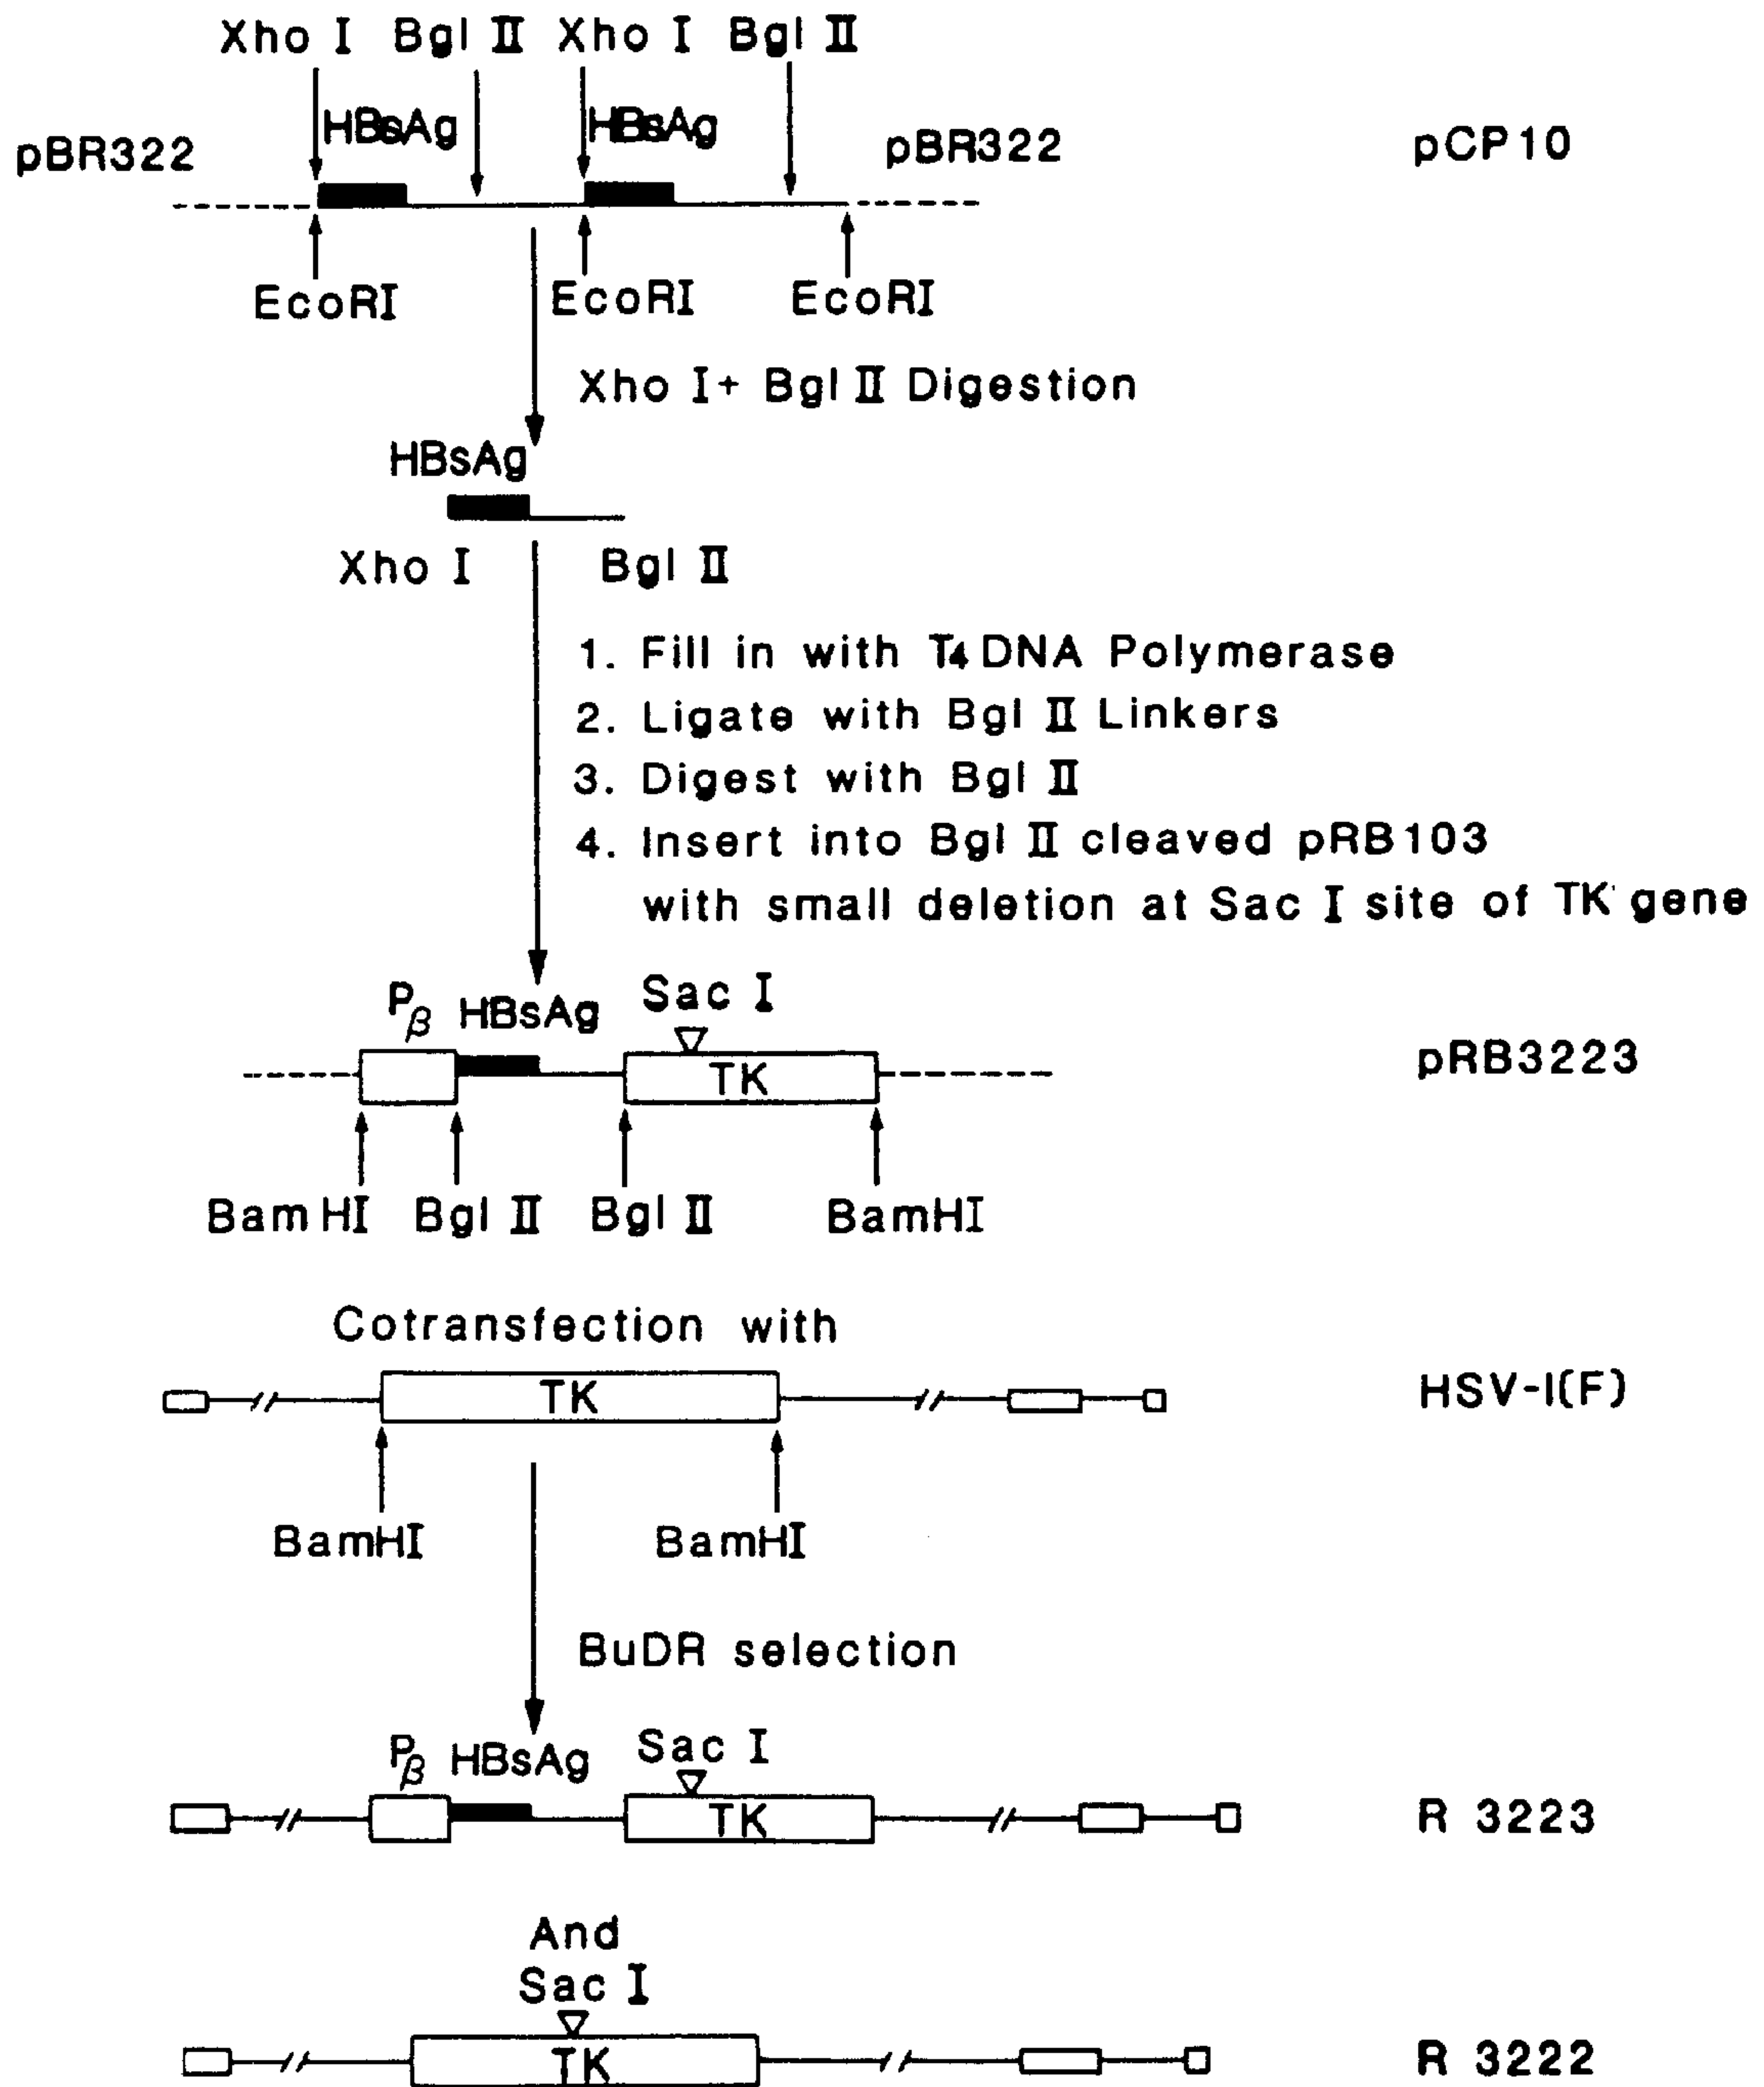 Xho I Bgl II Xho I Bgl II
HBsAg HBsAg
pBR322 pBR322 pCP10
EcoRI EcoRI EcoRI
Xho I+ Bgl II Digestion
HBsAg
Xho I Bgl II
1. Fill in with T4 DNA Polymerase
2. Ligate with Bgl II Linkers
3. Digest with Bgl II
4. Insert into Bgl II cleaved pRB103
with small deletion at Sac I site of TK gene
Pβ HBsAg Sac I
TK pRB3223
BamHI Bgl II Bgl II BamHI
Cotransfection with
TK HSV-I(F)
BamHI BamHI
BuDR selection
Pβ HBsAg Sac I
TK R 3223
And
Sac I
TK R 3222